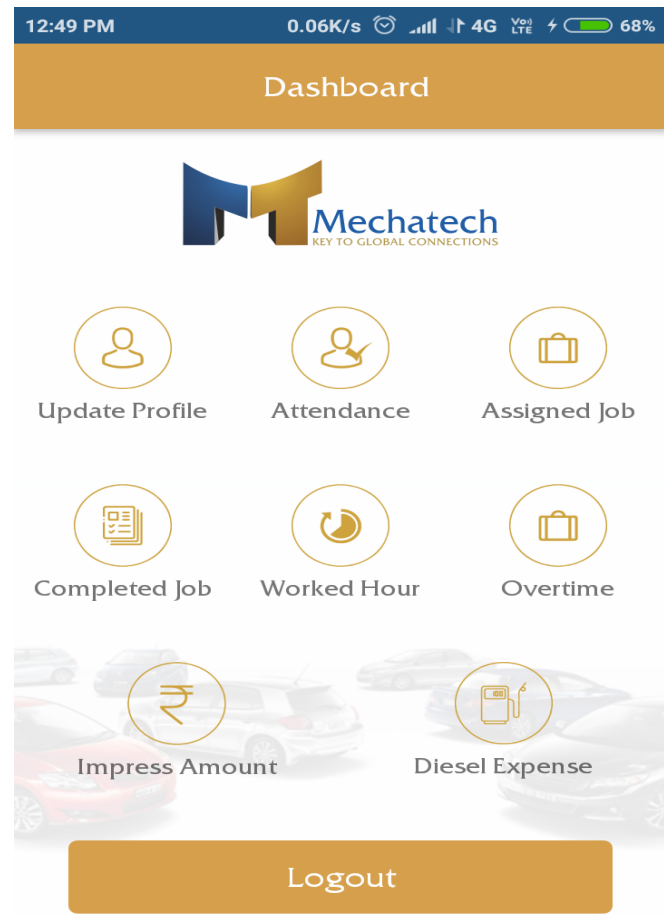 12:49 PM 0.06K/s 4G VoLTE 68%
Dashboard
Mechatech
KEY TO GLOBAL CONNECTIONS
Update Profile Attendance Assigned Job
Completed Job Worked Hour Overtime
Impress Amount Diesel Expense
Logout